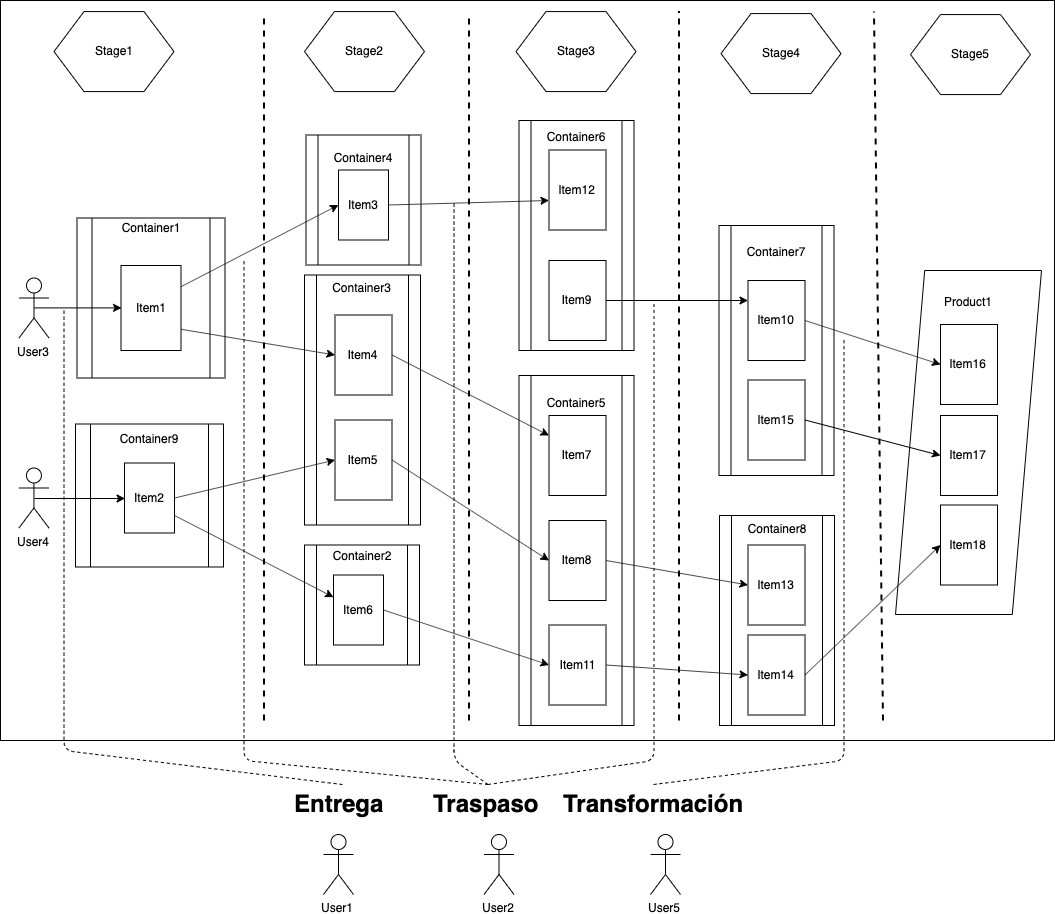 Stage1
Stage2
Stage3
Stage4
Stage5
Container1
Item1
User3
Container9
Item2
User4
Container4
Item3
Container3
Item4
Item5
Container2
Item6
Container6
Item12
Item9
Container5
Item7
Item8
Item11
Container7
Item10
Item15
Container8
Item13
Item14
Product1
Item16
Item17
Item18
Entrega
Traspaso
Transformación
User1
User2
User5